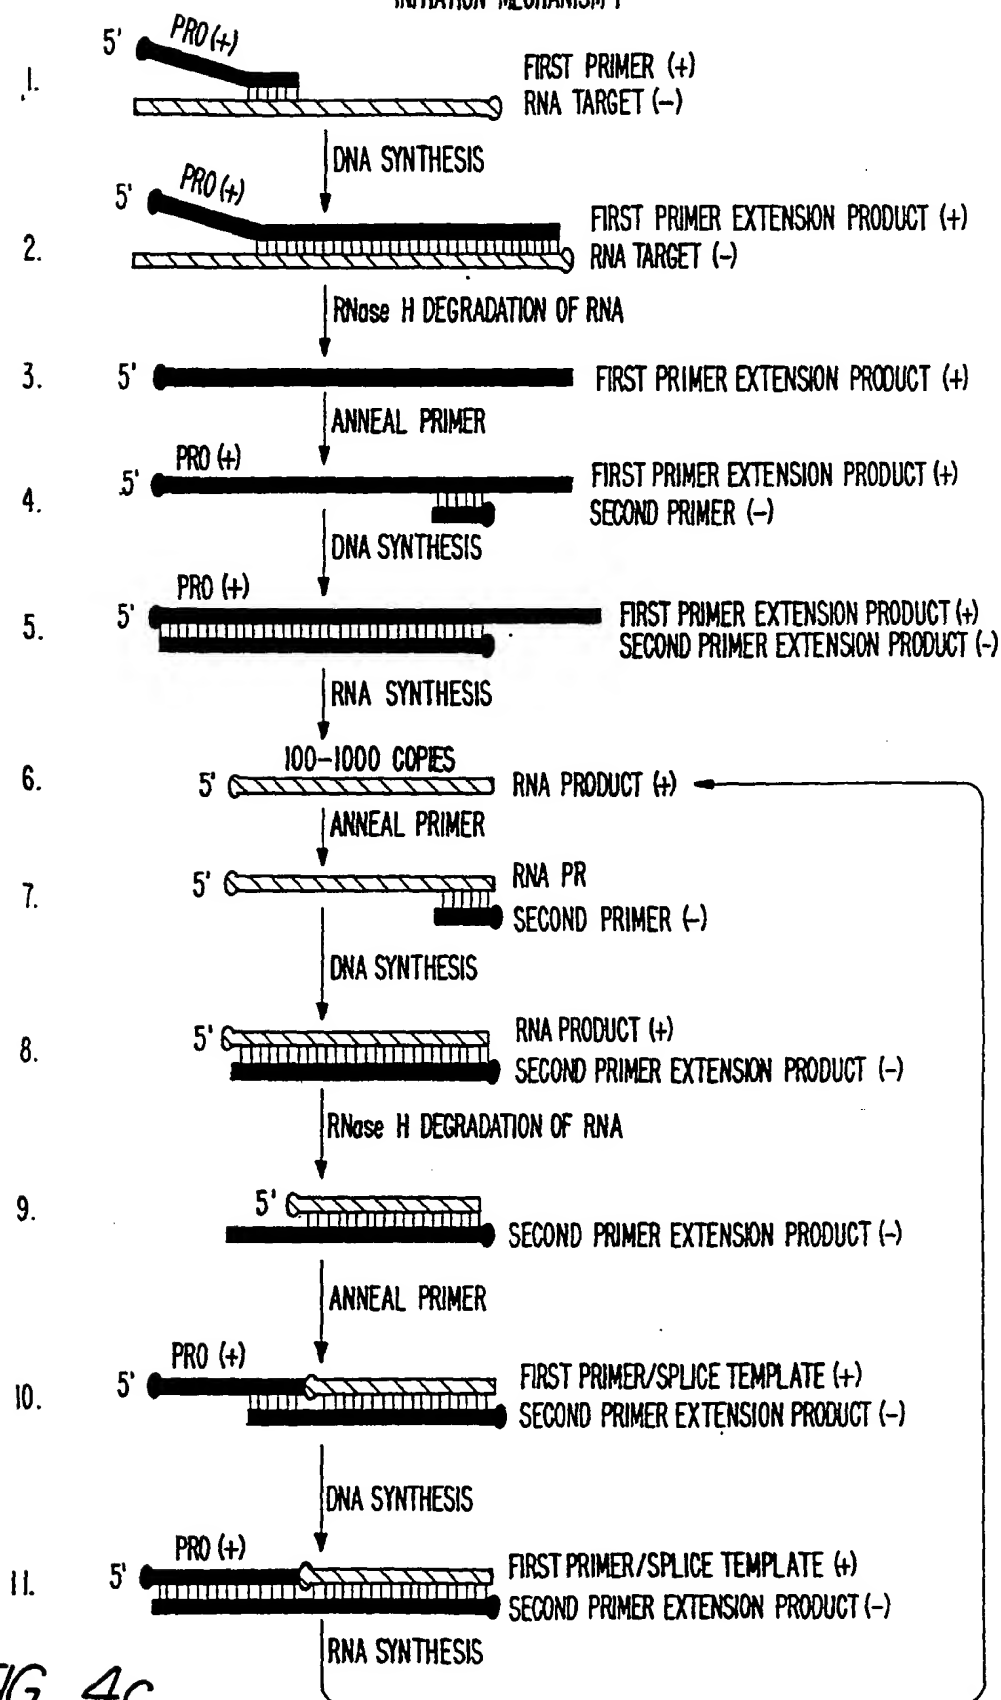 INITIATION MECHANISM I
5' PRO (+)
1.
FIRST PRIMER (+)
RNA TARGET (-)
DNA SYNTHESIS
5' PRO (+)
2.
FIRST PRIMER EXTENSION PRODUCT (+)
RNA TARGET (-)
RNase H DEGRADATION OF RNA
3. 5' FIRST PRIMER EXTENSION PRODUCT (+)
ANNEAL PRIMER
PRO (+)
4. 5' FIRST PRIMER EXTENSION PRODUCT (+)
SECOND PRIMER (-)
DNA SYNTHESIS
PRO (+)
5. 5' FIRST PRIMER EXTENSION PRODUCT (+)
SECOND PRIMER EXTENSION PRODUCT (-)
RNA SYNTHESIS
100-1000 COPIES
6. 5' RNA PRODUCT (+)
ANNEAL PRIMER
7. 5' RNA PR
SECOND PRIMER (-)
DNA SYNTHESIS
8. 5' RNA PRODUCT (+)
SECOND PRIMER EXTENSION PRODUCT (-)
RNase H DEGRADATION OF RNA
9. 5'
SECOND PRIMER EXTENSION PRODUCT (-)
ANNEAL PRIMER
PRO (+)
10. 5' FIRST PRIMER/SPLICE TEMPLATE (+)
SECOND PRIMER EXTENSION PRODUCT (-)
DNA SYNTHESIS
PRO (+)
11. 5' FIRST PRIMER/SPLICE TEMPLATE (+)
SECOND PRIMER EXTENSION PRODUCT (-)
RNA SYNTHESIS
FIG. 4c